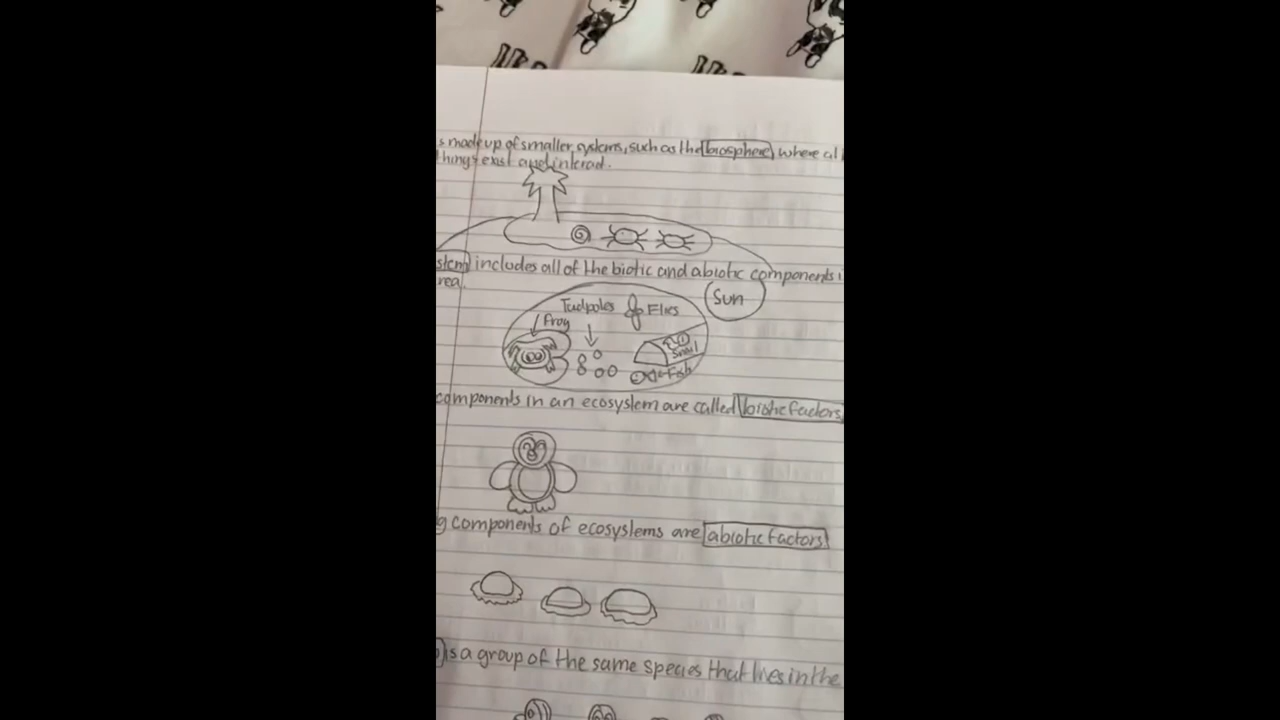 s made up of smaller systems, such as the biosphere, where al
things exist and interad.
stem includes all of the biotic and abiotic components i
rea.
Sun
Tadpoles Flies
Frog
Snail
Fish
components in an ecosystem are called biotic factors
g components of ecosystems are abiotic factors
is a group of the same species that lives in the